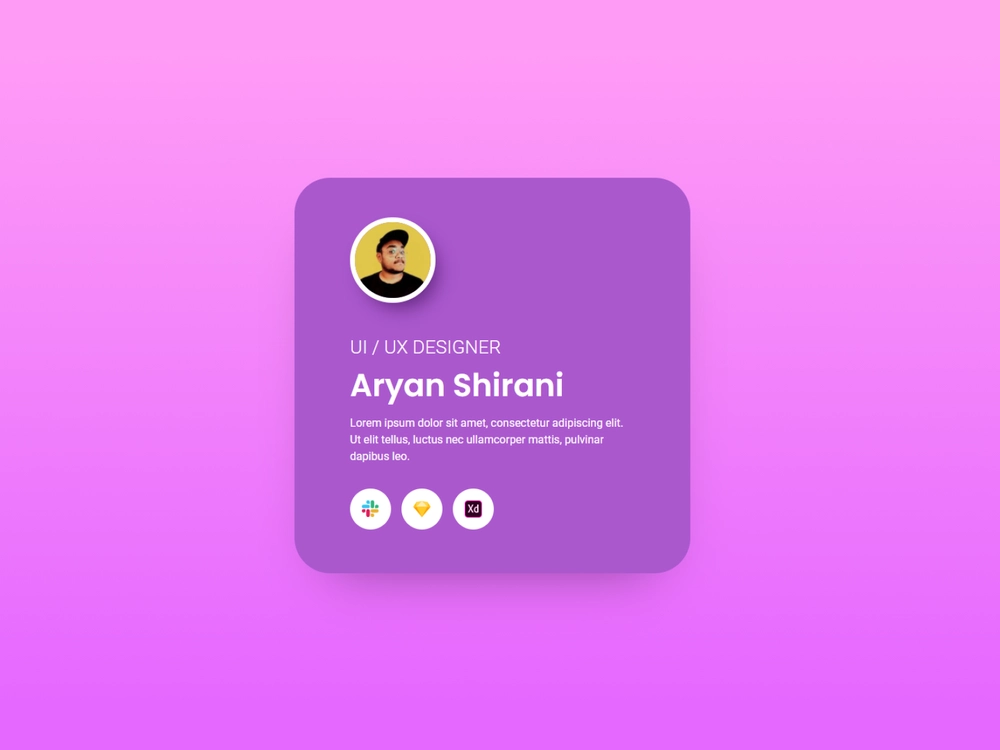 UI / UX DESIGNER
Aryan Shirani
Lorem ipsum dolor sit amet, consectetur adipiscing elit.
Ut elit tellus, luctus nec ullamcorper mattis, pulvinar
dapibus leo.
Xd